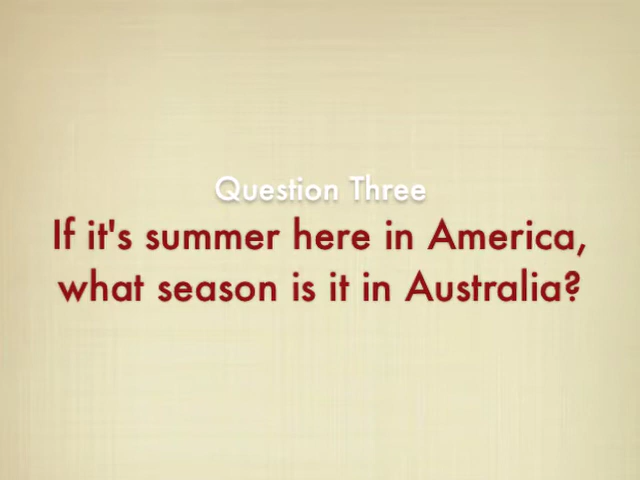 Question Three
If it's summer here in America,
what season is it in Australia?